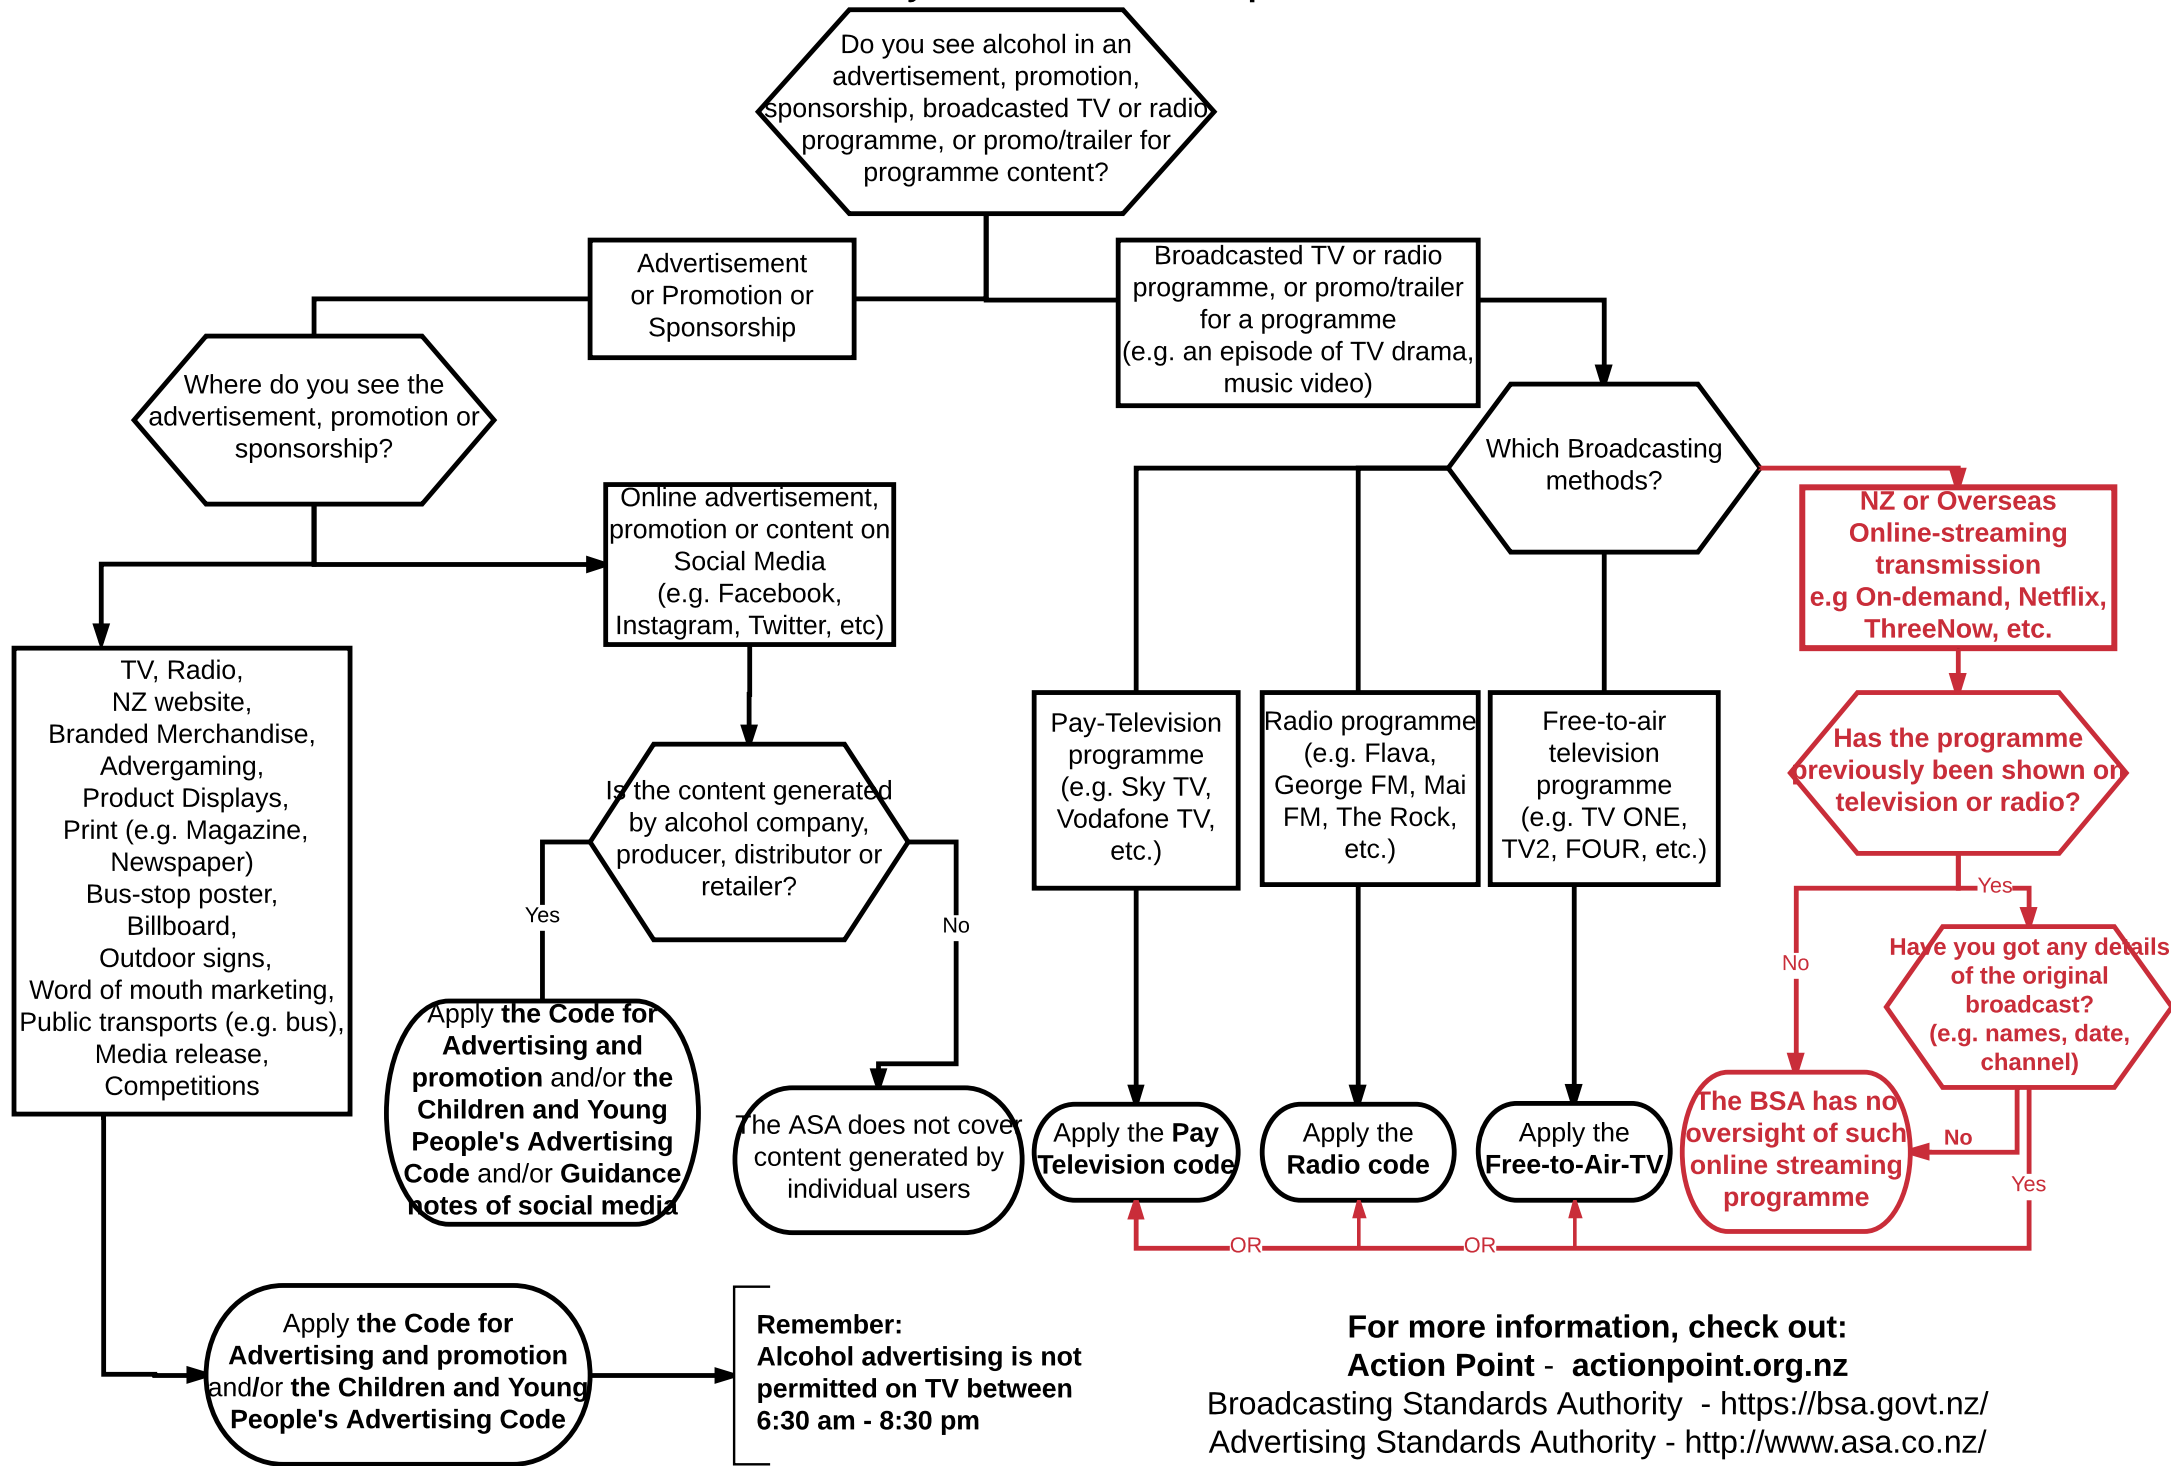 Do you see alcohol in an
advertisement, promotion,
sponsorship, broadcasted TV or radio
programme, or promo/trailer for
programme content?
Advertisement
or Promotion or
Sponsorship
Broadcasted TV or radio
programme, or promo/trailer
for a programme
(e.g. an episode of TV drama,
music video)
Where do you see the
advertisement, promotion or
sponsorship?
Which Broadcasting
methods?
Online advertisement,
promotion or content on
Social Media
(e.g. Facebook,
Instagram, Twitter, etc)
NZ or Overseas
Online-streaming
transmission
e.g On-demand, Netflix,
ThreeNow, etc.
TV, Radio,
NZ website,
Branded Merchandise,
Advergaming,
Product Displays,
Print (e.g. Magazine,
Newspaper)
Bus-stop poster,
Billboard,
Outdoor signs,
Word of mouth marketing,
Public transports (e.g. bus),
Media release,
Competitions
Is the content generated
by alcohol company,
producer, distributor or
retailer?
Pay-Television
programme
(e.g. Sky TV,
Vodafone TV,
etc.)
Radio programme
(e.g. Flava,
George FM, Mai
FM, The Rock,
etc.)
Free-to-air
television
programme
(e.g. TV ONE,
TV2, FOUR, etc.)
Has the programme
previously been shown on
television or radio?
Yes
No
Yes
No
Have you got any details
of the original
broadcast?
(e.g. names, date,
channel)
Apply the Code for
Advertising and
promotion and/or the
Children and Young
People's Advertising
Code and/or Guidance
notes of social media
The ASA does not cover
content generated by
individual users
Apply the Pay
Television code
Apply the
Radio code
Apply the
Free-to-Air-TV
The BSA has no
oversight of such
online streaming
programme
No
Yes
OR
OR
Apply the Code for
Advertising and promotion
and/or the Children and Young
People's Advertising Code
Remember:
Alcohol advertising is not
permitted on TV between
6:30 am - 8:30 pm
For more information, check out:
Action Point - actionpoint.org.nz
Broadcasting Standards Authority - https://bsa.govt.nz/
Advertising Standards Authority - http://www.asa.co.nz/